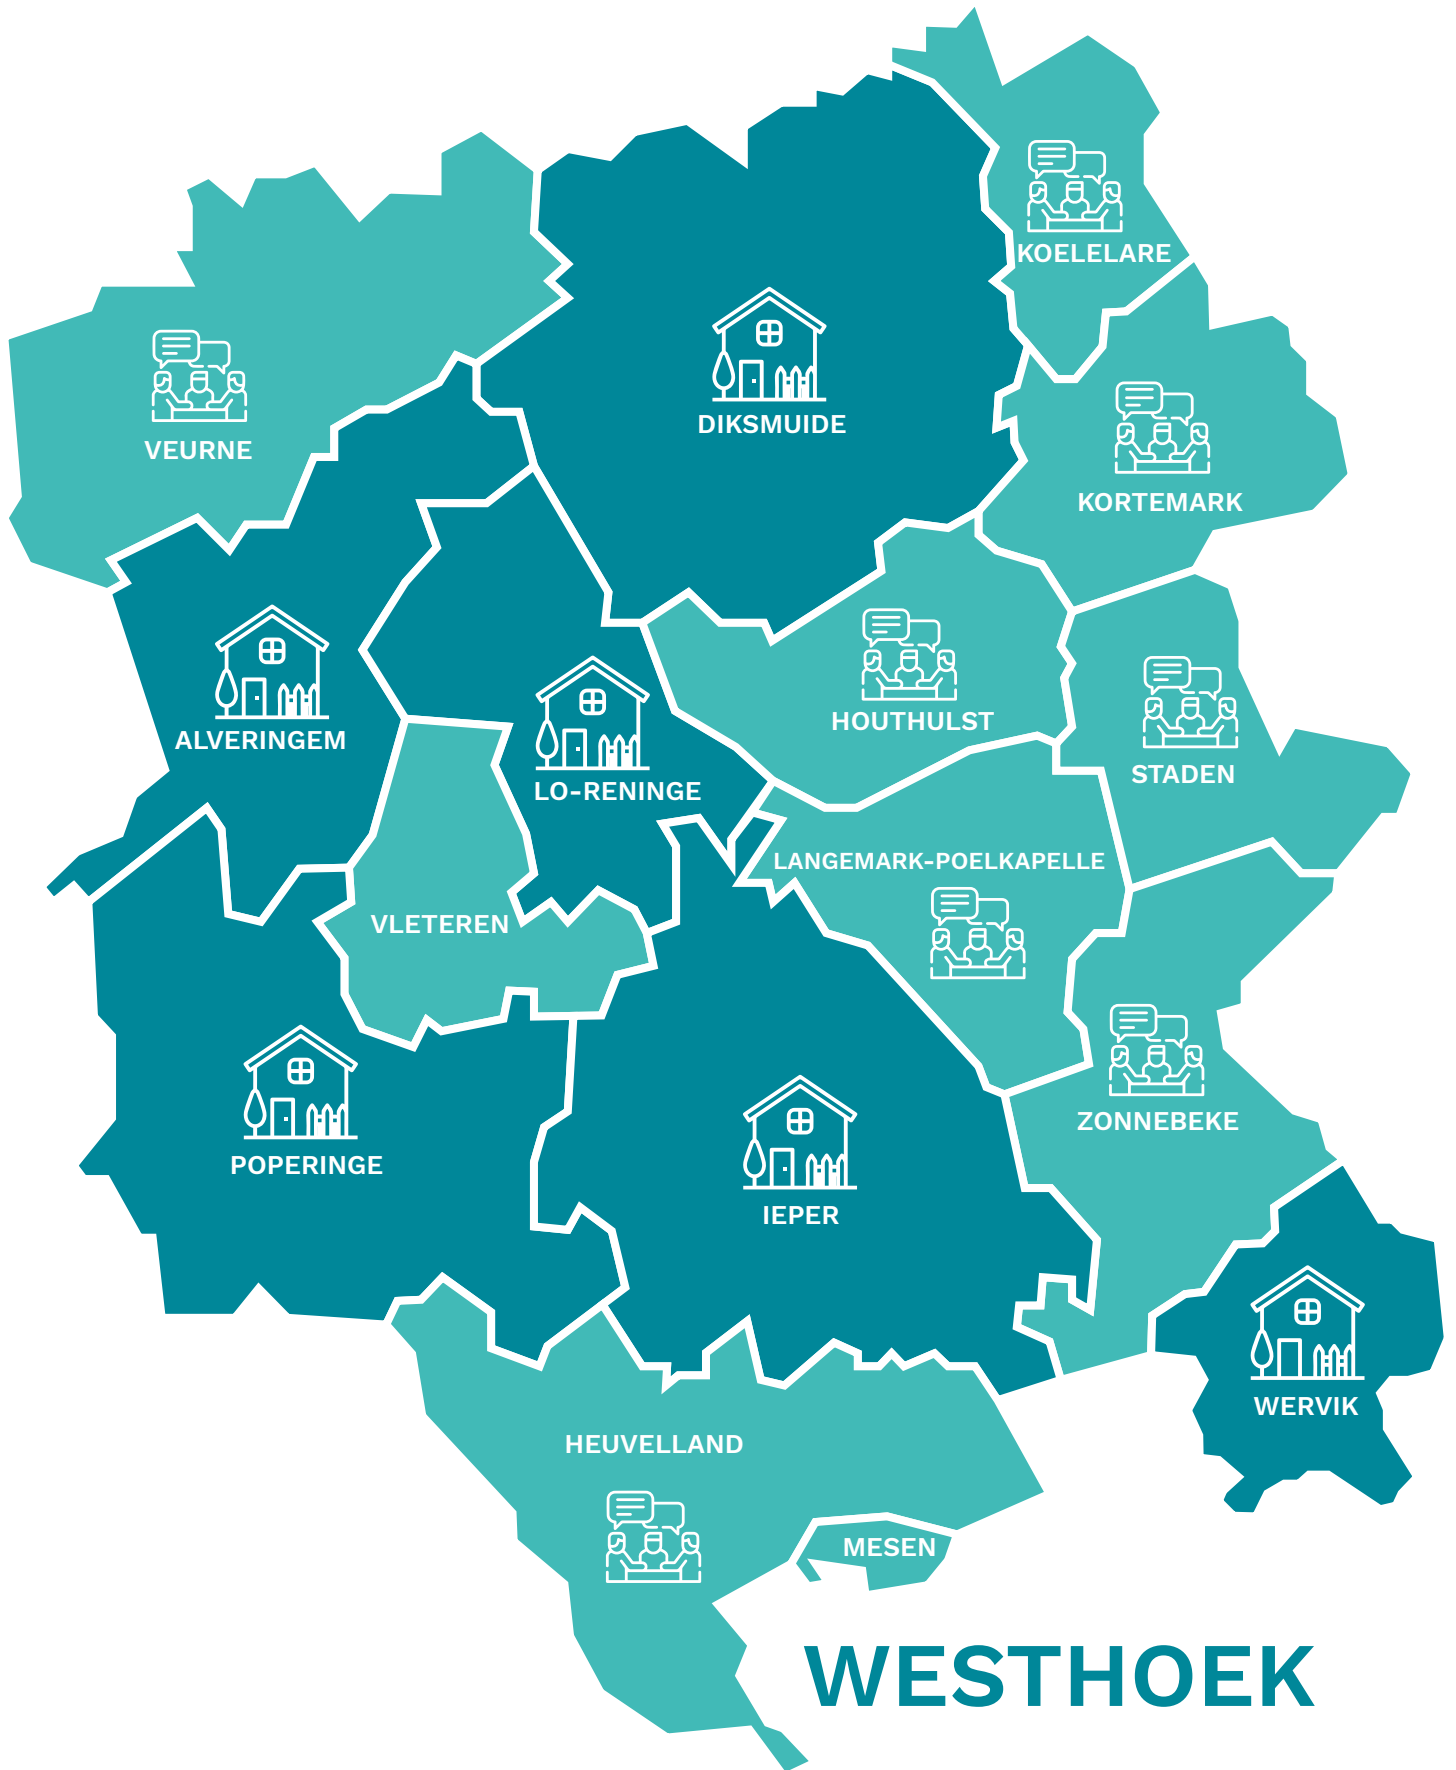 KOELELARE
DIKSMUIDE
VEURNE
KORTEMARK
ALVERINGEM
HOUTHULST
STADEN
LO-RENINGE
LANGEMARK-POELKAPELLE
VLETEREN
ZONNEBEKE
POPERINGE
IEPER
WERVIK
HEUVELLAND
MESEN
WESTHOEK